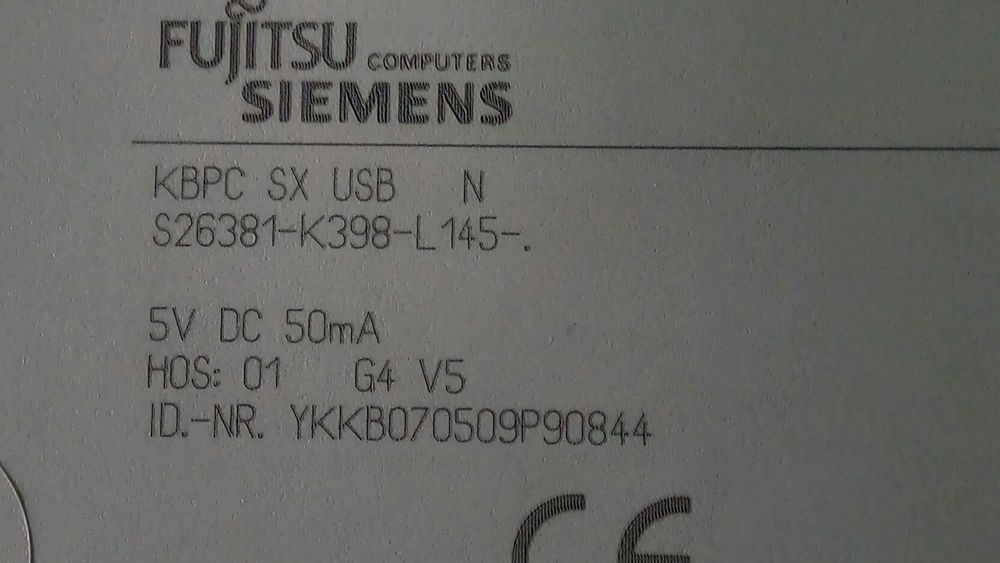 FUJITSU COMPUTERS
SIEMENS
KBPC SX USB N
S26381-K398-L145-.
5V DC 50mA
HOS: 01 G4 V5
ID.-NR. YKKB070509P90844
CE